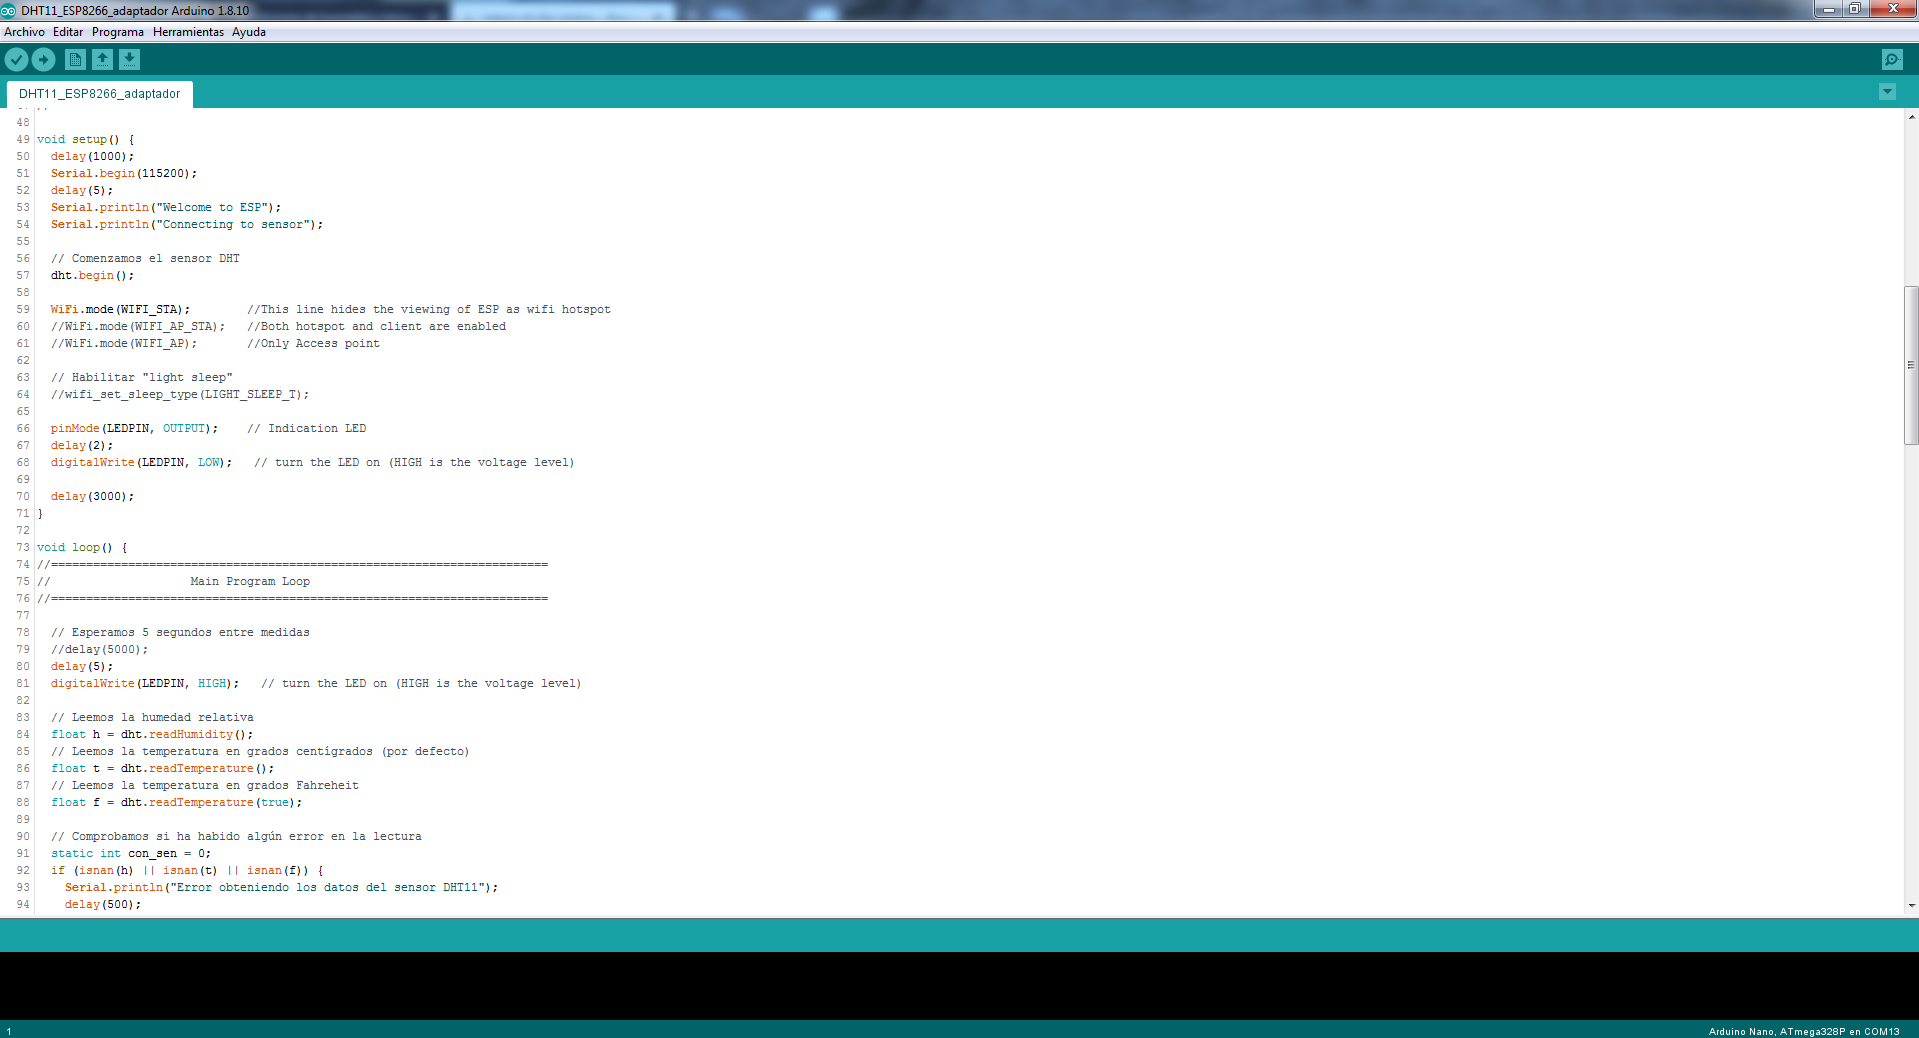 DHT11_ESP8266_adaptador Arduino 1.8.10
Archivo Editar Programa Herramientas Ayuda
DHT11_ESP8266_adaptador
48
49 void setup() {
50   delay(1000);
51   Serial.begin(115200);
52   delay(5);
53   Serial.println("Welcome to ESP");
54   Serial.println("Connecting to sensor");
55
56   // Comenzamos el sensor DHT
57   dht.begin();
58
59   WiFi.mode(WIFI_STA);        //This line hides the viewing of ESP as wifi hotspot
60   //WiFi.mode(WIFI_AP_STA);   //Both hotspot and client are enabled
61   //WiFi.mode(WIFI_AP);       //Only Access point
62
63   // Habilitar "light sleep"
64   //wifi_set_sleep_type(LIGHT_SLEEP_T);
65
66   pinMode(LEDPIN, OUTPUT);    // Indication LED
67   delay(2);
68   digitalWrite(LEDPIN, LOW);   // turn the LED on (HIGH is the voltage level)
69
70   delay(3000);
71 }
72
73 void loop() {
74 //=======================================================================
75 //                    Main Program Loop
76 //=======================================================================
77
78   // Esperamos 5 segundos entre medidas
79   //delay(5000);
80   delay(5);
81   digitalWrite(LEDPIN, HIGH);   // turn the LED on (HIGH is the voltage level)
82
83   // Leemos la humedad relativa
84   float h = dht.readHumidity();
85   // Leemos la temperatura en grados centígrados (por defecto)
86   float t = dht.readTemperature();
87   // Leemos la temperatura en grados Fahreheit
88   float f = dht.readTemperature(true);
89
90   // Comprobamos si ha habido algún error en la lectura
91   static int con_sen = 0;
92   if (isnan(h) || isnan(t) || isnan(f)) {
93     Serial.println("Error obteniendo los datos del sensor DHT11");
94     delay(500);
1
Arduino Nano, ATmega328P en COM13